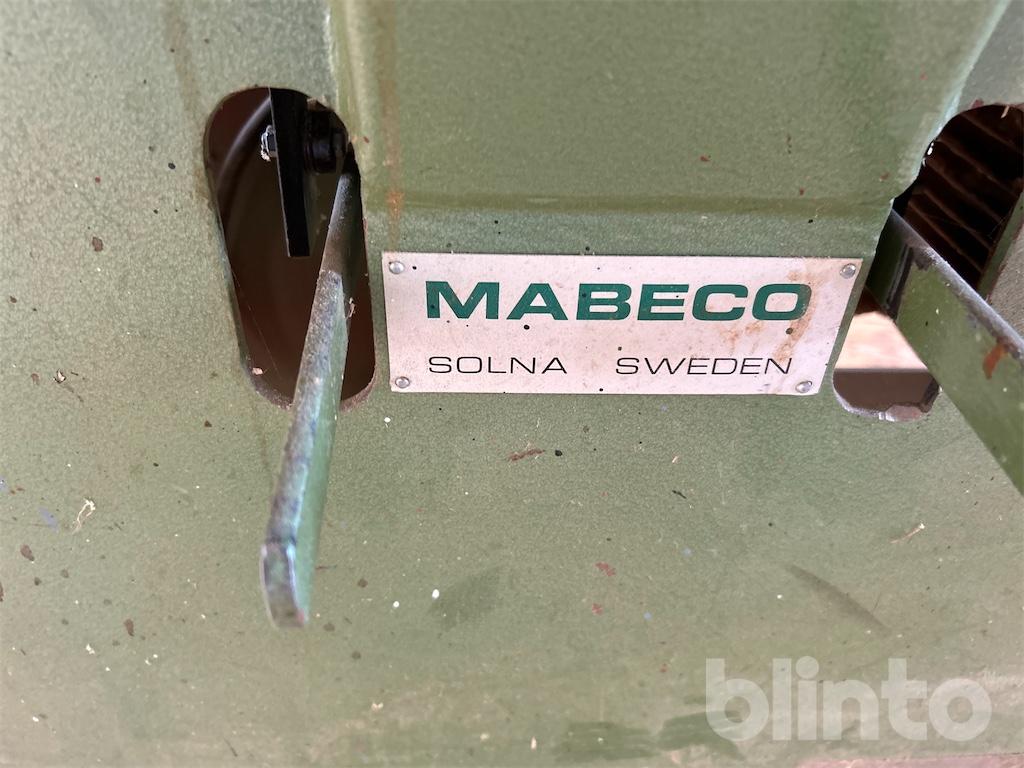 MABECO
SOLNA SWEDEN
blinto